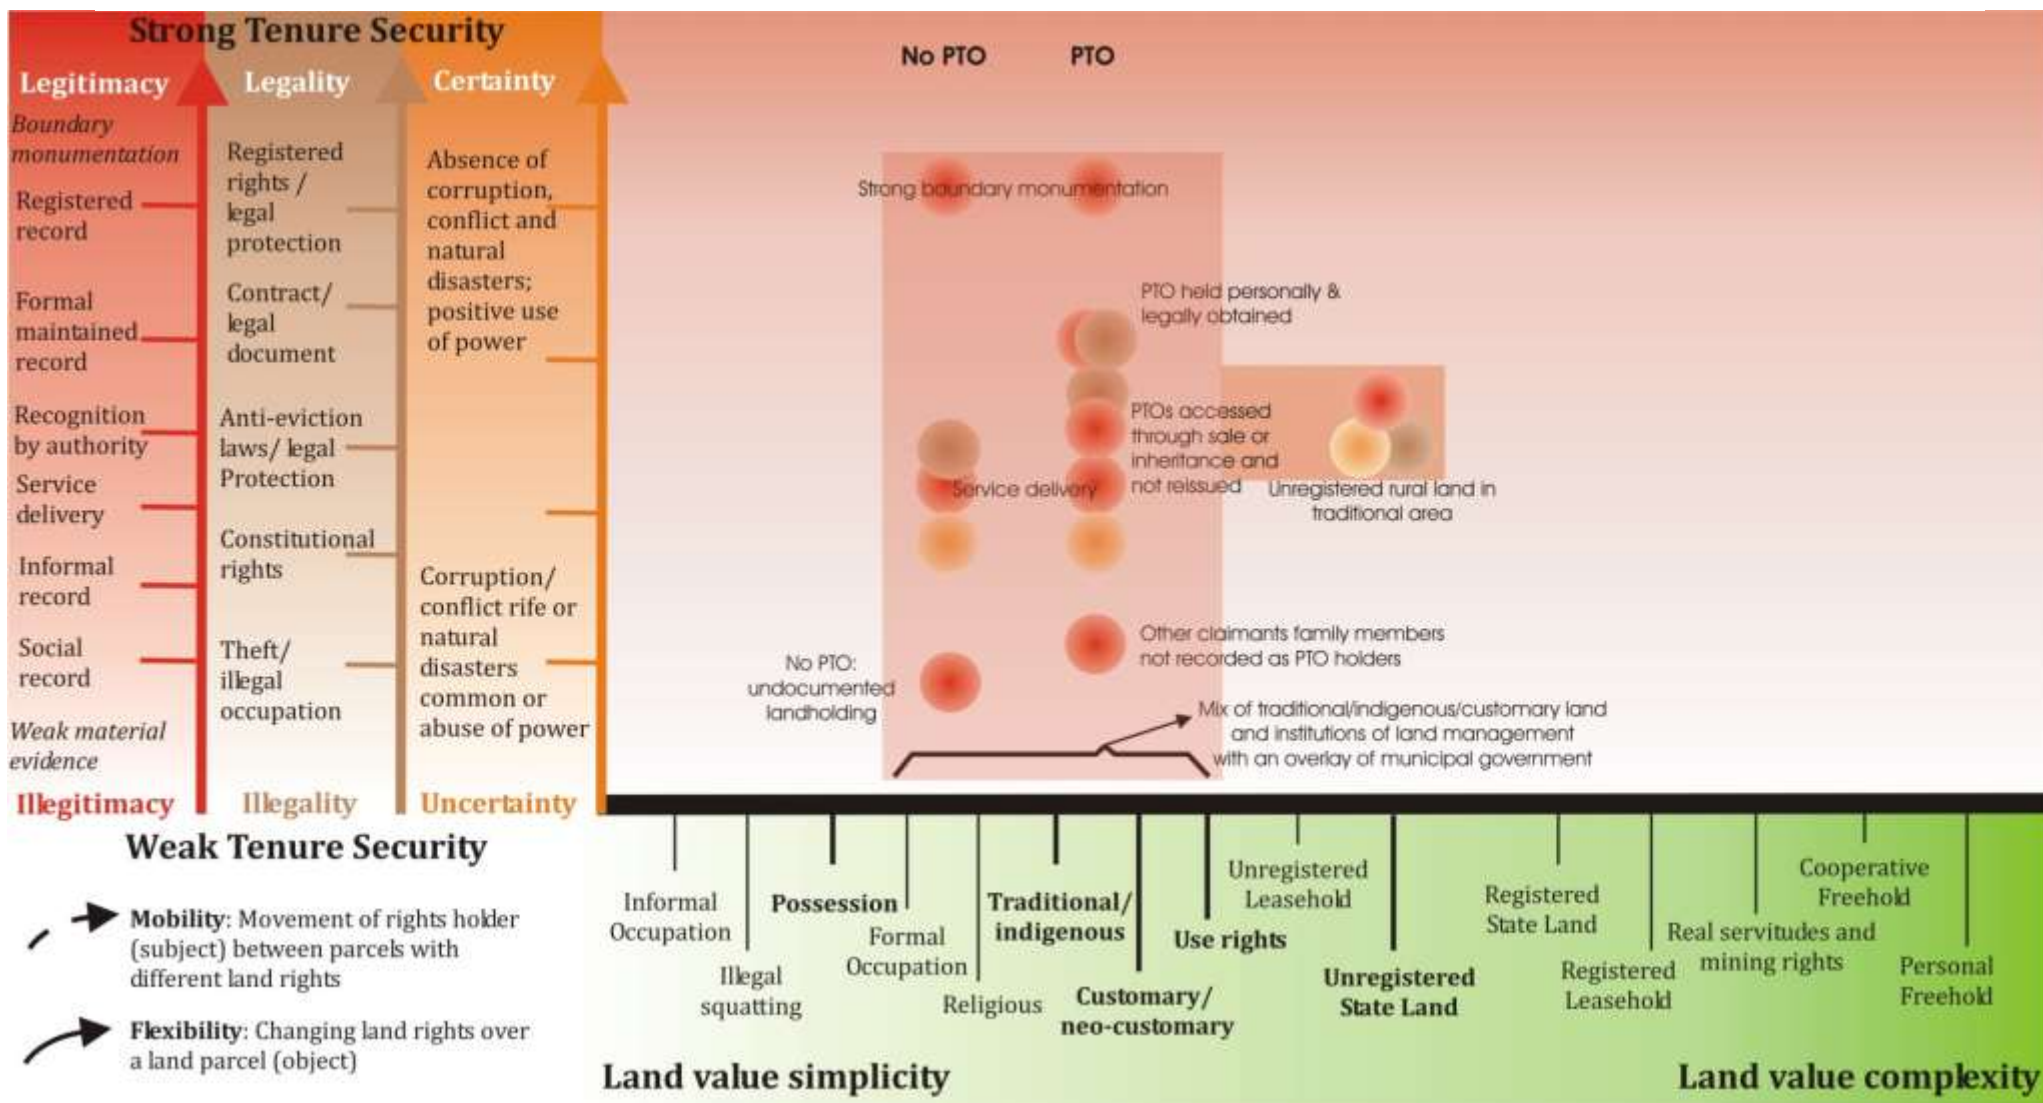 Strong Tenure Security
Legitimacy
Legality
Certainty
Boundary
monumentation
Registered
record
Formal
maintained
record
Recognition
by authority
Service
delivery
Informal
record
Social
record
Weak material
evidence
Illegitimacy
Registered
rights /
legal
protection
Contract/
legal
document
Anti-eviction
laws/ legal
Protection
Constitutional
rights
Theft/
illegal
occupation
Illegality
Absence of
corruption,
conflict and
natural
disasters;
positive use
of power
Corruption/
conflict rife or
natural
disasters
common or
abuse of power
Uncertainty
Weak Tenure Security
No PTO
PTO
Strong boundary monumentation
PTO held personally &
legally obtained
PTOs accessed
through sale or
inheritance and
not reissued
Service delivery
Unregistered rural land in
traditional area
Other claimants family members
not recorded as PTO holders
No PTO:
undocumented
landholding
Mix of traditional/indigenous/customary land
and institutions of land management
with an overlay of municipal government
Mobility: Movement of rights holder
(subject) between parcels with
different land rights
Flexibility: Changing land rights over
a land parcel (object)
Informal
Occupation
Illegal
squatting
Possession
Formal
Occupation
Religious
Traditional/
indigenous
Customary/
neo-customary
Use rights
Unregistered
Leasehold
Unregistered
State Land
Registered
State Land
Registered
Leasehold
Real servitudes and
mining rights
Cooperative
Freehold
Personal
Freehold
Land value simplicity
Land value complexity